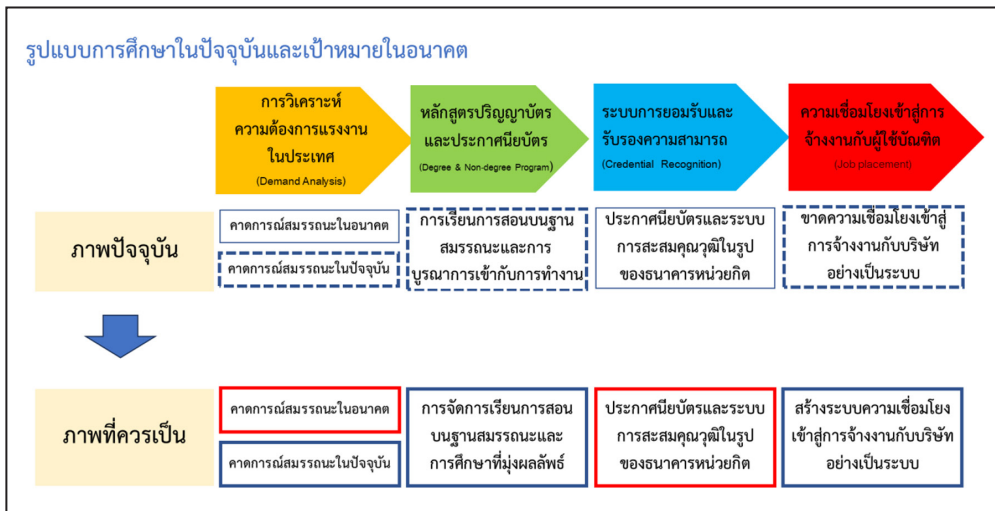 รูปแบบการศึกษาในปัจจุบันและเป้าหมายในอนาคต
การวิเคราะห์
ความต้องการแรงงาน
ในประเทศ
(Demand Analysis)
หลักสูตรปริญญาบัตร
และประกาศนียบัตร
(Degree & Non-degree Program)
ระบบการยอมรับและ
รับรองความสามารถ
(Credential Recognition)
ความเชื่อมโยงเข้าสู่การ
จ้างงานกับผู้ใช้บัณฑิต
(Job placement)
ภาพปัจจุบัน
คาดการณ์สมรรถนะในอนาคต
คาดการณ์สมรรถนะในปัจจุบัน
การเรียนการสอนบนฐาน
สมรรถนะและการ
บูรณาการเข้ากับการทำงาน
ประกาศนียบัตรและระบบ
การสะสมคุณวุฒิในรูป
ของธนาคารหน่วยกิต
ขาดความเชื่อมโยงเข้าสู่
การจ้างงานกับบริษัท
อย่างเป็นระบบ
ภาพที่ควรเป็น
คาดการณ์สมรรถนะในอนาคต
คาดการณ์สมรรถนะในปัจจุบัน
การจัดการเรียนการสอน
บนฐานสมรรถนะและ
การศึกษาที่มุ่งผลลัพธ์
ประกาศนียบัตรและระบบ
การสะสมคุณวุฒิในรูป
ของธนาคารหน่วยกิต
สร้างระบบความเชื่อมโยง
เข้าสู่การจ้างงานกับบริษัท
อย่างเป็นระบบ